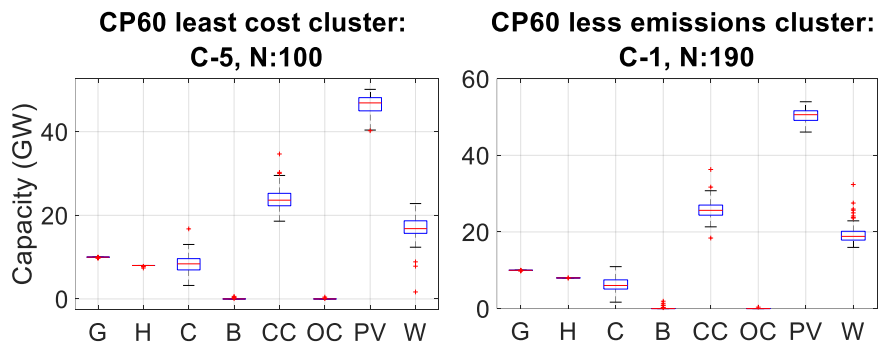 CP60 least cost cluster:
C-5, N:100
Capacity (GW)
40
20
0
G H C B CC OC PV W
CP60 less emissions cluster:
C-1, N:190
60
40
20
0
G H C B CC OC PV W